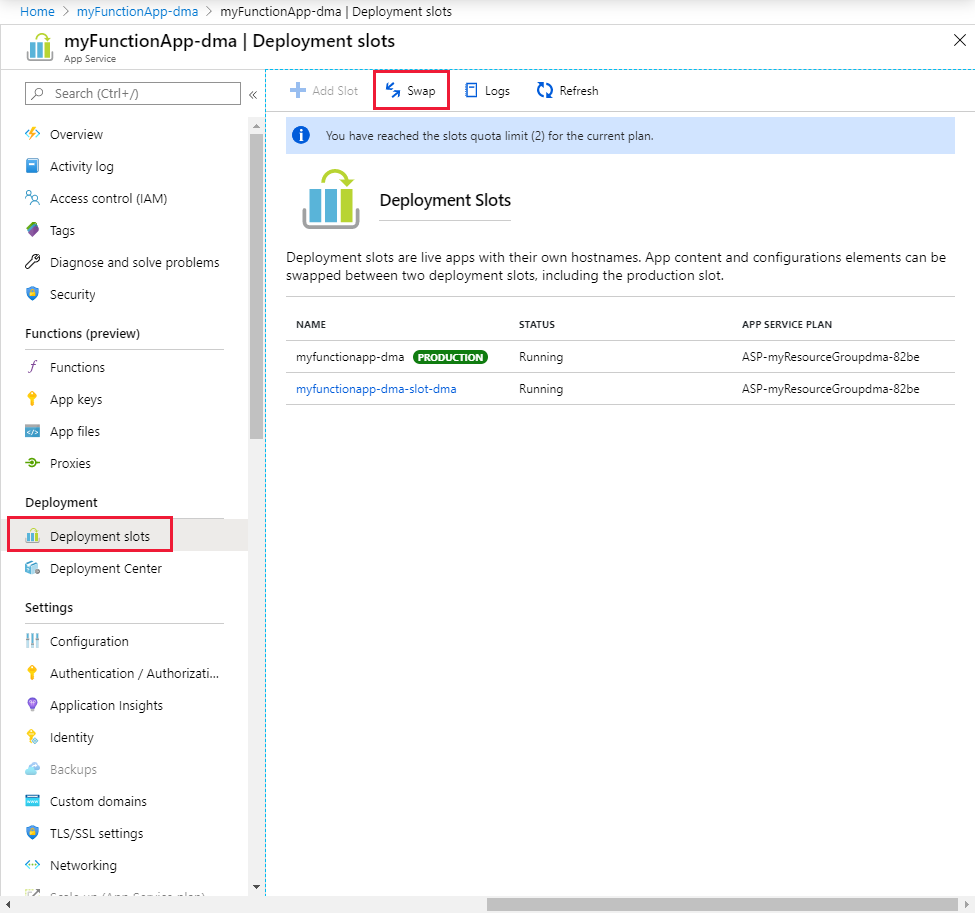 Home > myFunctionApp-dma > myFunctionApp-dma | Deployment slots
myFunctionApp-dma | Deployment slots
App Service
Search (Ctrl+/)
«
Overview
Activity log
Access control (IAM)
Tags
Diagnose and solve problems
Security
Functions (preview)
Functions
App keys
App files
Proxies
Deployment
Deployment slots
Deployment Center
Settings
Configuration
Authentication / Authorizati...
Application Insights
Identity
Backups
Custom domains
TLS/SSL settings
Networking
Scale up (App Service plan)
Add Slot Swap Logs Refresh
You have reached the slots quota limit (2) for the current plan.
Deployment Slots
Deployment slots are live apps with their own hostnames. App content and configurations elements can be
swapped between two deployment slots, including the production slot.
NAME STATUS APP SERVICE PLAN
myfunctionapp-dma PRODUCTION Running ASP-myResourceGroupdma-82be
myfunctionapp-dma-slot-dma Running ASP-myResourceGroupdma-82be